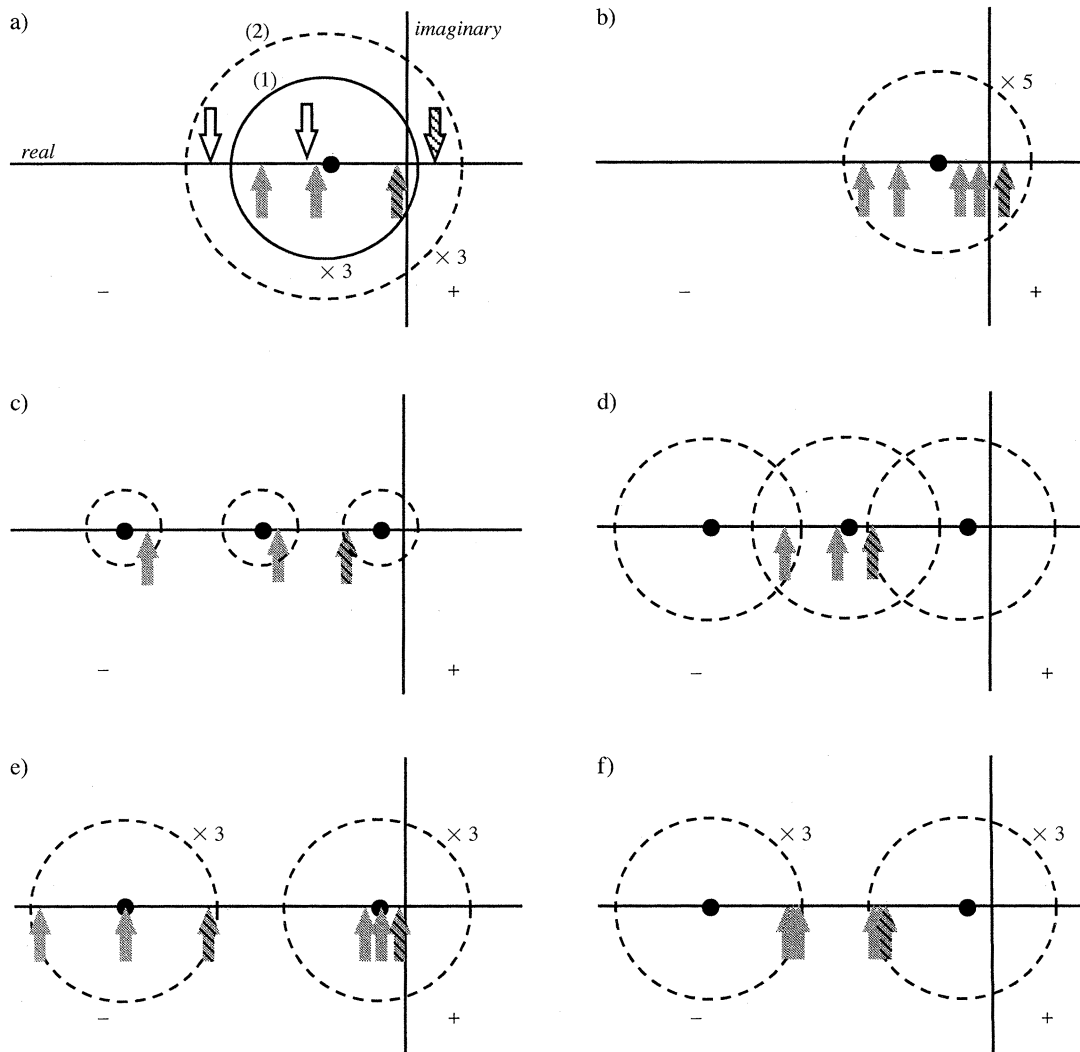 a)
(2)
imaginary
(1)
real
× 3
× 3
–
+
b)
× 5
–
+
c)
–
+
d)
–
+
e)
× 3
× 3
–
+
f)
× 3
× 3
–
+